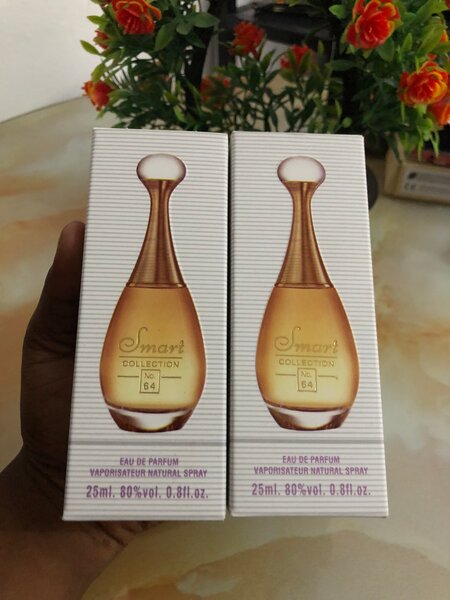 Smart
COLLECTION
No.
64
EAU DE PARFUM
VAPORISATEUR NATURAL SPRAY
25ml. 80%vol. 0.8fl.oz.
Smart
COLLECTION
No.
64
EAU DE PARFUM
VAPORISATEUR NATURAL SPRAY
25ml. 80%vol. 0.8fl.oz.